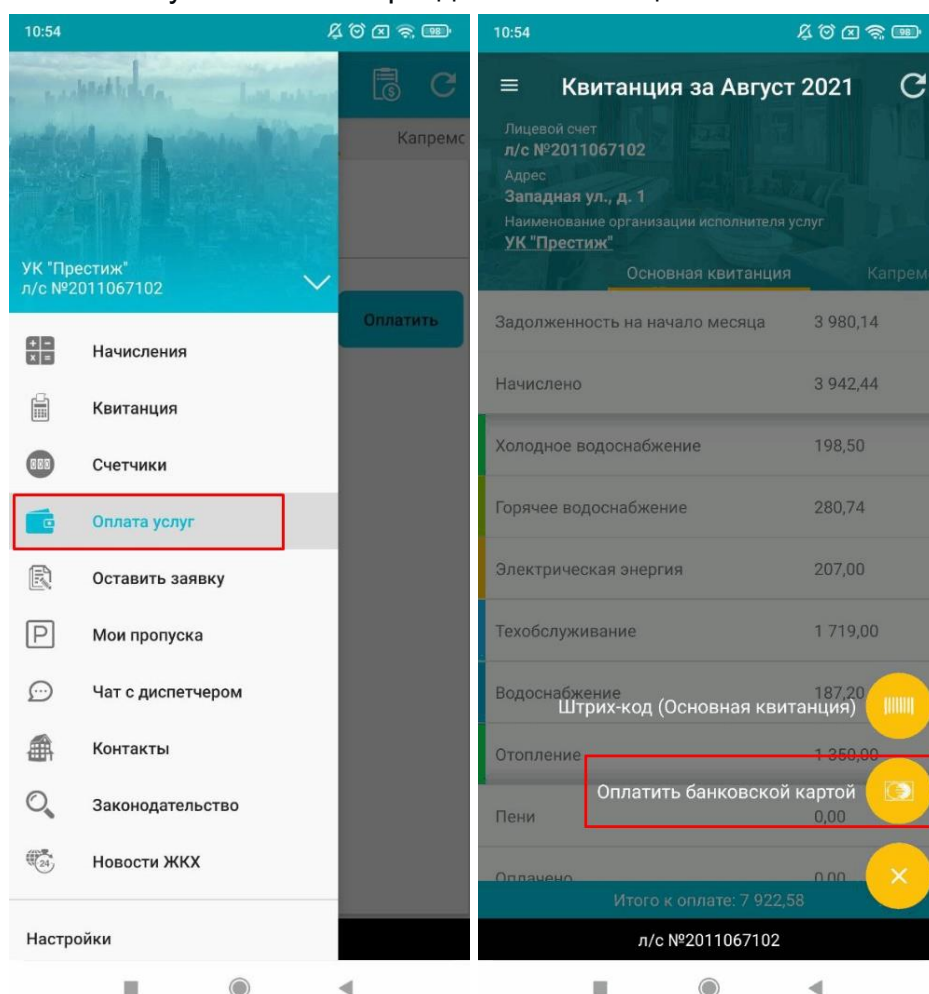 10:54
98
Капремо
УК "Престиж"
л/с №2011067102
Оплатить
Начисления
Квитанция
Счетчики
Оплата услуг
Оставить заявку
Мои пропуска
Чат с диспетчером
Контакты
Законодательство
24
Новости ЖКХ
Настройки
10:54
98
Квитанция за Август 2021
Лицевой счет
л/с №2011067102
Адрес
Западная ул., д. 1
Наименование организации исполнителя услуг
УК "Престиж"
Основная квитанция Капрем
Задолженность на начало месяца 3 980,14
Начислено 3 942,44
Холодное водоснабжение 198,50
Горячее водоснабжение 280,74
Электрическая энергия 207,00
Техобслуживание 1 719,00
Водоснабжение 187,20
Штрих-код (Основная квитанция)
Отопление 1 350,00
Оплатить банковской картой
Пени 0,00
Оплачено 0,00
Итого к оплате: 7 922,58
л/с №2011067102